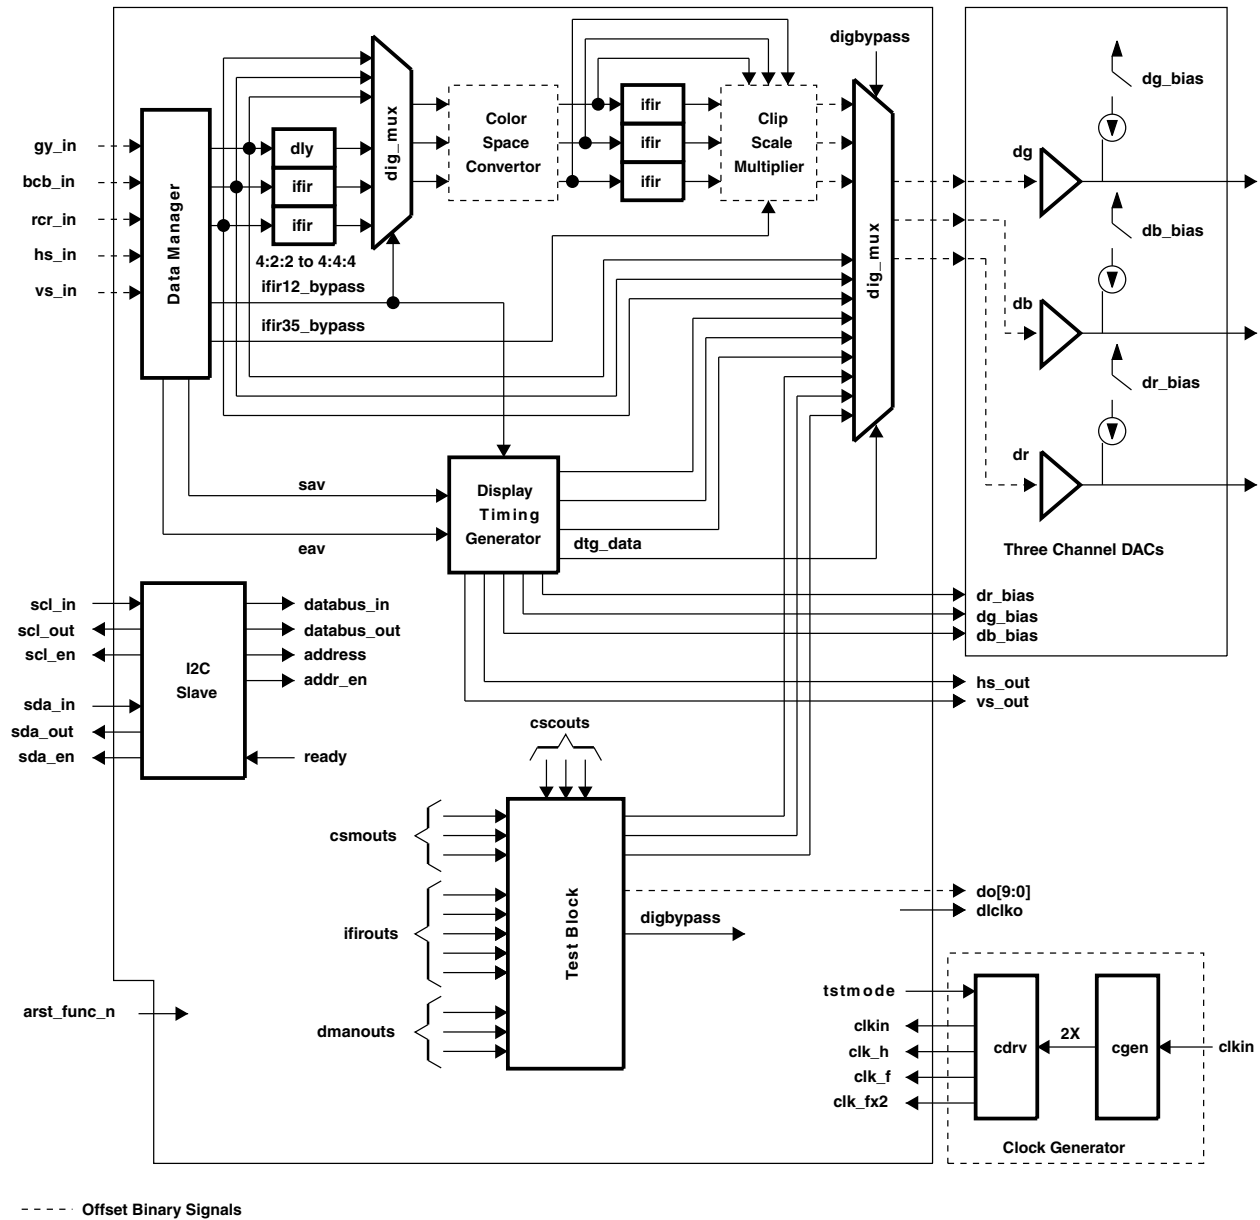 digbypass
dg_bias
gy_in
bcb_in
rcr_in
hs_in
vs_in
Data Manager
dly
ifir
ifir
4:2:2 to 4:4:4
ifir12_bypass
ifir35_bypass
dig_mux
Color
Space
Convertor
ifir
ifir
ifir
Clip
Scale
Multiplier
dig_mux
dg
db_bias
db
dr_bias
dr
Three Channel DACs
sav
eav
Display
Timing
Generator
dtg_data
dr_bias
dg_bias
db_bias
hs_out
vs_out
scl_in
scl_out
scl_en
sda_in
sda_out
sda_en
I2C
Slave
databus_in
databus_out
address
addr_en
ready
cscouts
csmouts
ifirouts
dmanouts
Test Block
do[9:0]
dlclko
digbypass
arst_func_n
tstmode
clkin
clk_h
clk_f
clk_fx2
cdrv
2X
cgen
clkin
Clock Generator
Offset Binary Signals